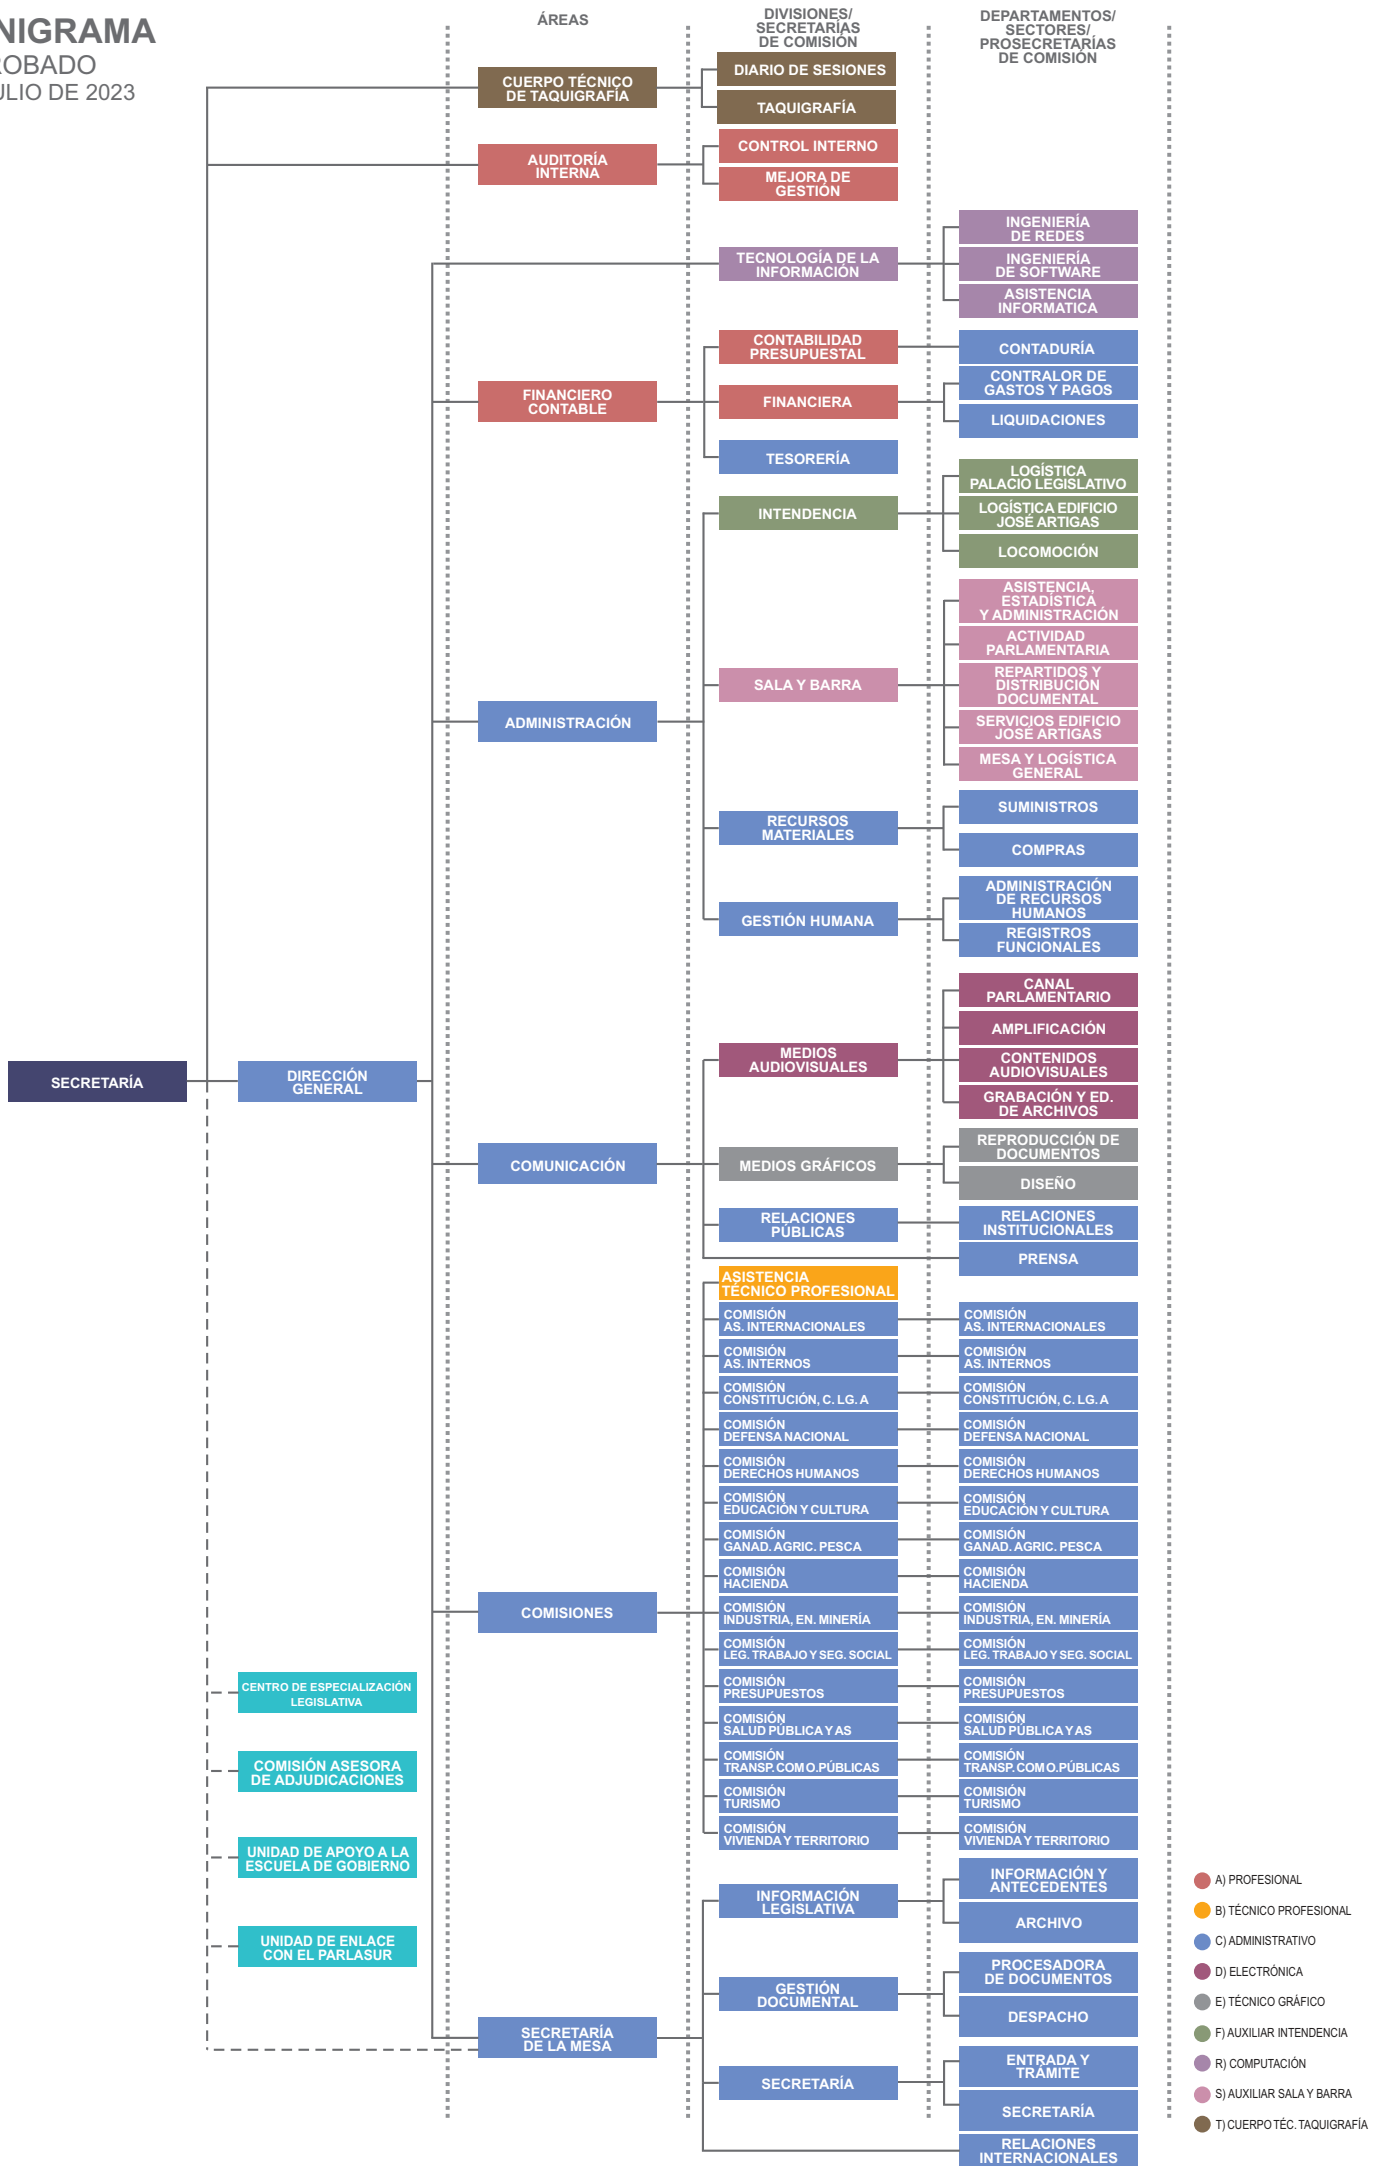 NIGRAMA
ROBADO
ULIO DE 2023
ÁREAS
DIVISIONES/
SECRETARÍAS
DE COMISIÓN
DEPARTAMENTOS/
SECTORES/
PROSECRETARÍAS
DE COMISIÓN
CUERPO TÉCNICO
DE TAQUIGRAFÍA
DIARIO DE SESIONES
TAQUIGRAFÍA
AUDITORÍA
INTERNA
CONTROL INTERNO
MEJORA DE
GESTIÓN
TECNOLOGÍA DE LA
INFORMACIÓN
INGENIERÍA
DE REDES
INGENIERÍA
DE SOFTWARE
ASISTENCIA
INFORMATICA
FINANCIERO
CONTABLE
CONTABILIDAD
PRESUPUESTAL
CONTADURÍA
FINANCIERA
CONTRALOR DE
GASTOS Y PAGOS
LIQUIDACIONES
TESORERÍA
ADMINISTRACIÓN
INTENDENCIA
LOGÍSTICA
PALACIO LEGISLATIVO
LOGÍSTICA EDIFICIO
JOSÉ ARTIGAS
LOCOMOCIÓN
SALA Y BARRA
ASISTENCIA,
ESTADÍSTICA
Y ADMINISTRACIÓN
ACTIVIDAD
PARLAMENTARIA
REPARTIDOS Y
DISTRIBUCIÓN
DOCUMENTAL
SERVICIOS EDIFICIO
JOSÉ ARTIGAS
MESA Y LOGÍSTICA
GENERAL
RECURSOS
MATERIALES
SUMINISTROS
COMPRAS
GESTIÓN HUMANA
ADMINISTRACIÓN
DE RECURSOS
HUMANOS
REGISTROS
FUNCIONALES
SECRETARÍA
DIRECCIÓN
GENERAL
COMUNICACIÓN
MEDIOS
AUDIOVISUALES
CANAL
PARLAMENTARIO
AMPLIFICACIÓN
CONTENIDOS
AUDIOVISUALES
GRABACIÓN Y ED.
DE ARCHIVOS
MEDIOS GRÁFICOS
REPRODUCCIÓN DE
DOCUMENTOS
DISEÑO
RELACIONES
PÚBLICAS
RELACIONES
INSTITUCIONALES
PRENSA
COMISIONES
ASISTENCIA
TÉCNICO PROFESIONAL
COMISIÓN
AS. INTERNACIONALES
COMISIÓN
AS. INTERNACIONALES
COMISIÓN
AS. INTERNOS
COMISIÓN
AS. INTERNOS
COMISIÓN
CONSTITUCIÓN, C. LG. A
COMISIÓN
CONSTITUCIÓN, C. LG. A
COMISIÓN
DEFENSA NACIONAL
COMISIÓN
DEFENSA NACIONAL
COMISIÓN
DERECHOS HUMANOS
COMISIÓN
DERECHOS HUMANOS
COMISIÓN
EDUCACIÓN Y CULTURA
COMISIÓN
EDUCACIÓN Y CULTURA
COMISIÓN
GANAD. AGRIC. PESCA
COMISIÓN
GANAD. AGRIC. PESCA
COMISIÓN
HACIENDA
COMISIÓN
HACIENDA
COMISIÓN
INDUSTRIA, EN. MINERÍA
COMISIÓN
INDUSTRIA, EN. MINERÍA
COMISIÓN
LEG. TRABAJO Y SEG. SOCIAL
COMISIÓN
LEG. TRABAJO Y SEG. SOCIAL
COMISIÓN
PRESUPUESTOS
COMISIÓN
PRESUPUESTOS
COMISIÓN
SALUD PÚBLICA Y AS
COMISIÓN
SALUD PÚBLICA Y AS
COMISIÓN
TRANSP. COM O.PÚBLICAS
COMISIÓN
TRANSP. COM O.PÚBLICAS
COMISIÓN
TURISMO
COMISIÓN
TURISMO
COMISIÓN
VIVIENDA Y TERRITORIO
COMISIÓN
VIVIENDA Y TERRITORIO
CENTRO DE ESPECIALIZACIÓN
LEGISLATIVA
COMISIÓN ASESORA
DE ADJUDICACIONES
UNIDAD DE APOYO A LA
ESCUELA DE GOBIERNO
UNIDAD DE ENLACE
CON EL PARLASUR
SECRETARÍA
DE LA MESA
INFORMACIÓN
LEGISLATIVA
INFORMACIÓN Y
ANTECEDENTES
ARCHIVO
GESTIÓN
DOCUMENTAL
PROCESADORA
DE DOCUMENTOS
DESPACHO
SECRETARÍA
ENTRADA Y
TRÁMITE
SECRETARÍA
RELACIONES
INTERNACIONALES
A) PROFESIONAL
B) TÉCNICO PROFESIONAL
C) ADMINISTRATIVO
D) ELECTRÓNICA
E) TÉCNICO GRÁFICO
F) AUXILIAR INTENDENCIA
R) COMPUTACIÓN
S) AUXILIAR SALA Y BARRA
T) CUERPO TÉC. TAQUIGRAFÍA